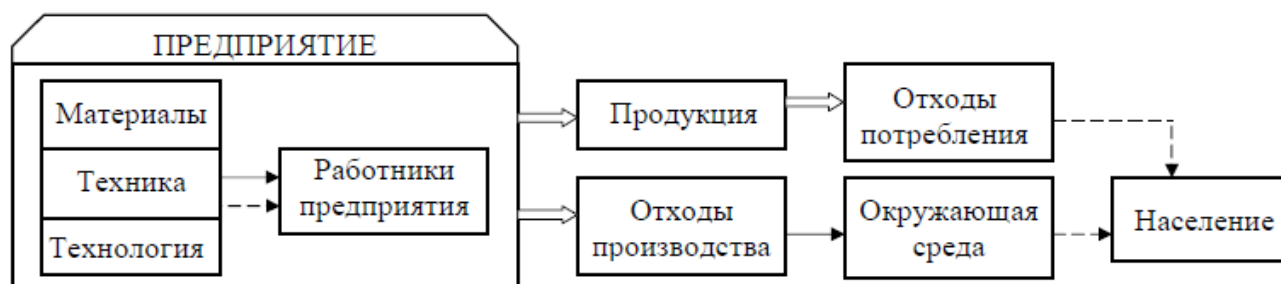 ПРЕДПРИЯТИЕ
Материалы
Техника
Технология
Работники
предприятия
Продукция
Отходы
потребления
Отходы
производства
Окружающая
среда
Население